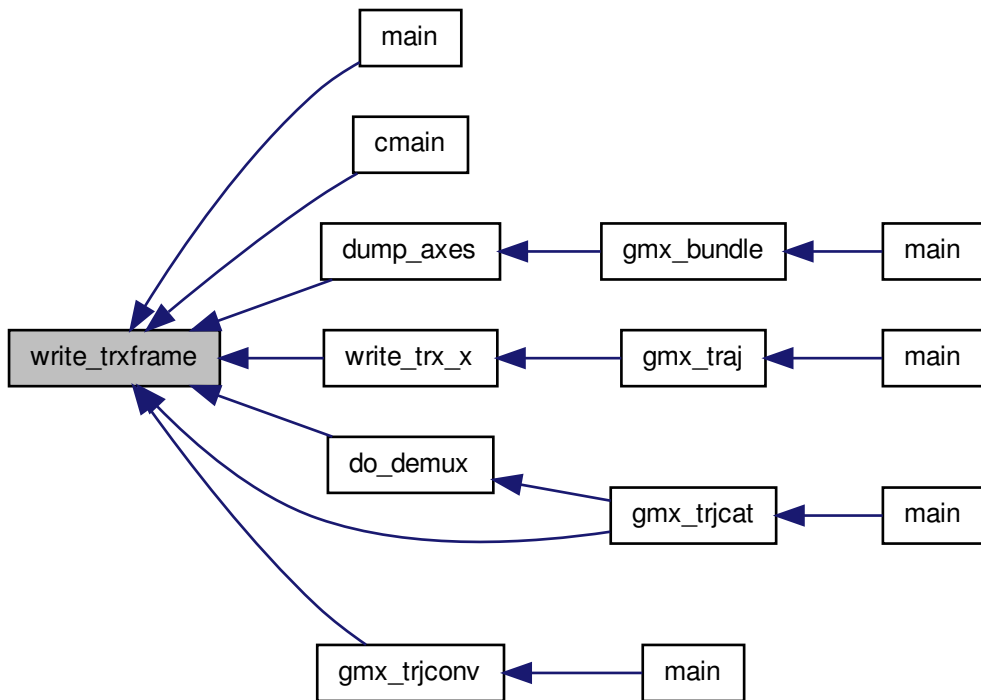 main
cmain
dump_axes
gmx_bundle
main
write_trxframe
write_trx_x
gmx_traj
main
do_demux
gmx_trjcat
main
gmx_trjconv
main